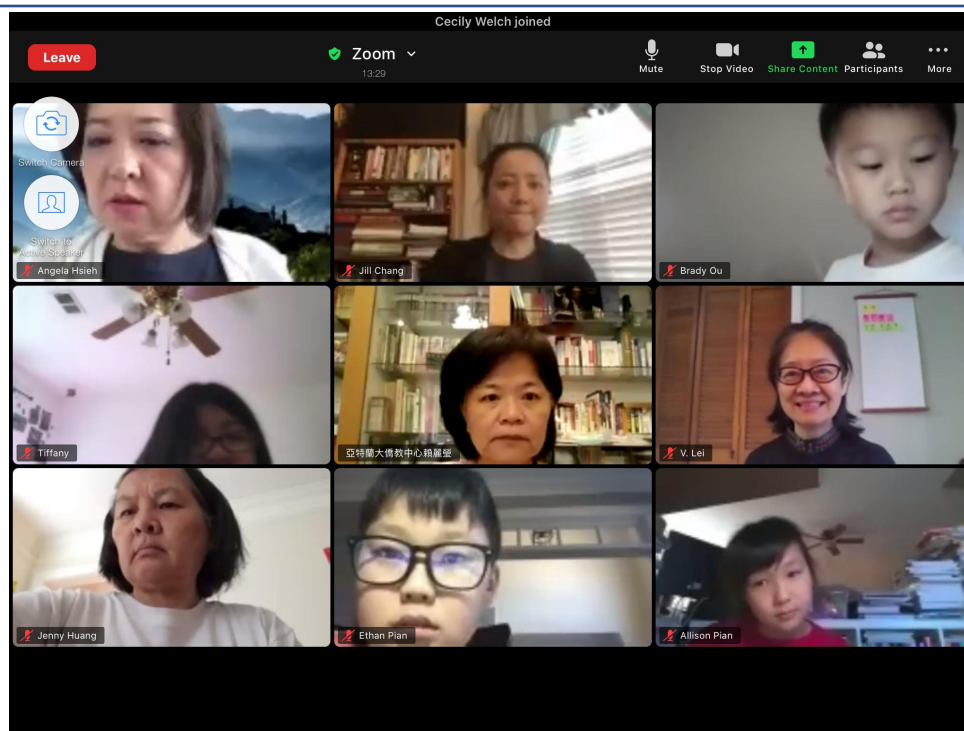 Cecily Welch joined
Leave
Zoom
13:29
Mute
Stop Video
Share Content
Participants
More
Switch Camera
Switch to
Active Speaker
Angela Hsieh
Jill Chang
Brady Ou
Tiffany
亞特蘭大僑教中心賴麗瑩
V. Lei
Jenny Huang
Ethan Pian
Allison Pian